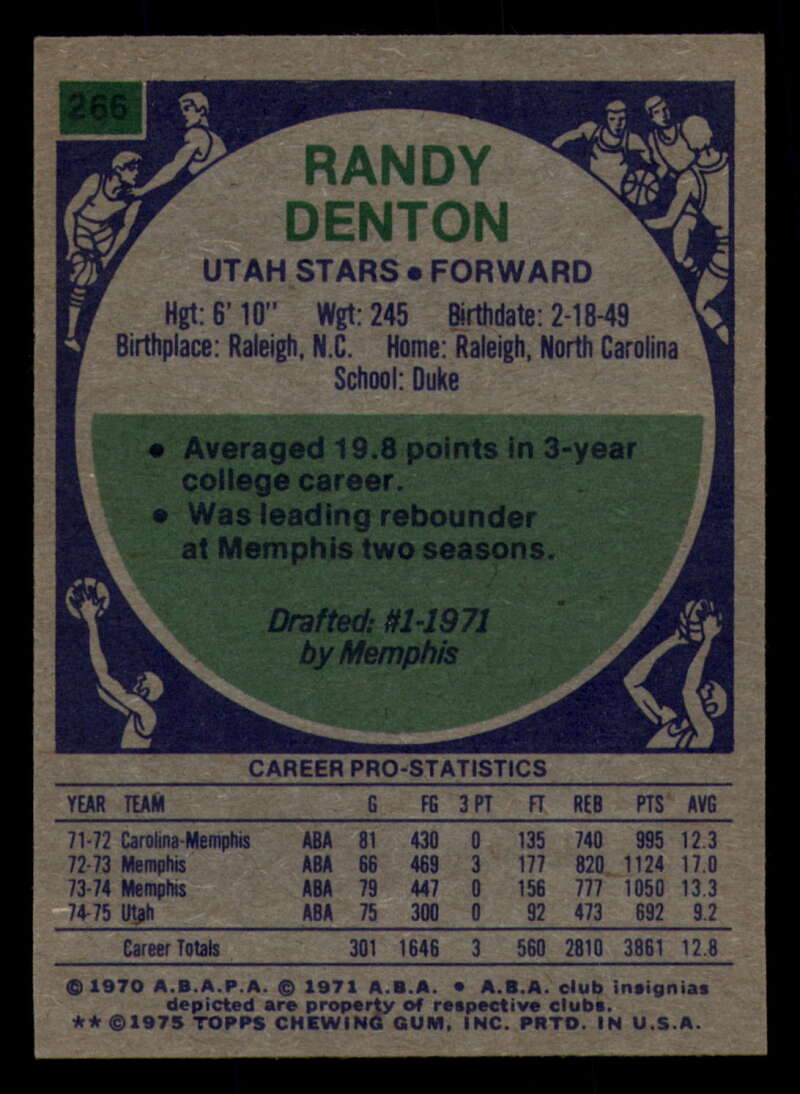 266
RANDY
DENTON
UTAH STARS • FORWARD
Hgt: 6' 10" Wgt: 245 Birthdate: 2-18-49
Birthplace: Raleigh, N.C. Home: Raleigh, North Carolina
School: Duke
• Averaged 19.8 points in 3-year
college career.
• Was leading rebounder
at Memphis two seasons.
Drafted: #1-1971
by Memphis
CAREER PRO-STATISTICS
YEAR TEAM G FG 3 PT FT REB PTS AVG
71-72 Carolina-Memphis ABA 81 430 0 135 740 995 12.3
72-73 Memphis ABA 66 469 3 177 820 1124 17.0
73-74 Memphis ABA 79 447 0 156 777 1050 13.3
74-75 Utah ABA 75 300 0 92 473 692 9.2
Career Totals 301 1646 3 560 2810 3861 12.8
© 1970 A.B.A.P.A. © 1971 A.B.A. • A.B.A. club insignias
depicted are property of respective clubs.
** © 1975 TOPPS CHEWING GUM, INC. PRTD. IN U.S.A.